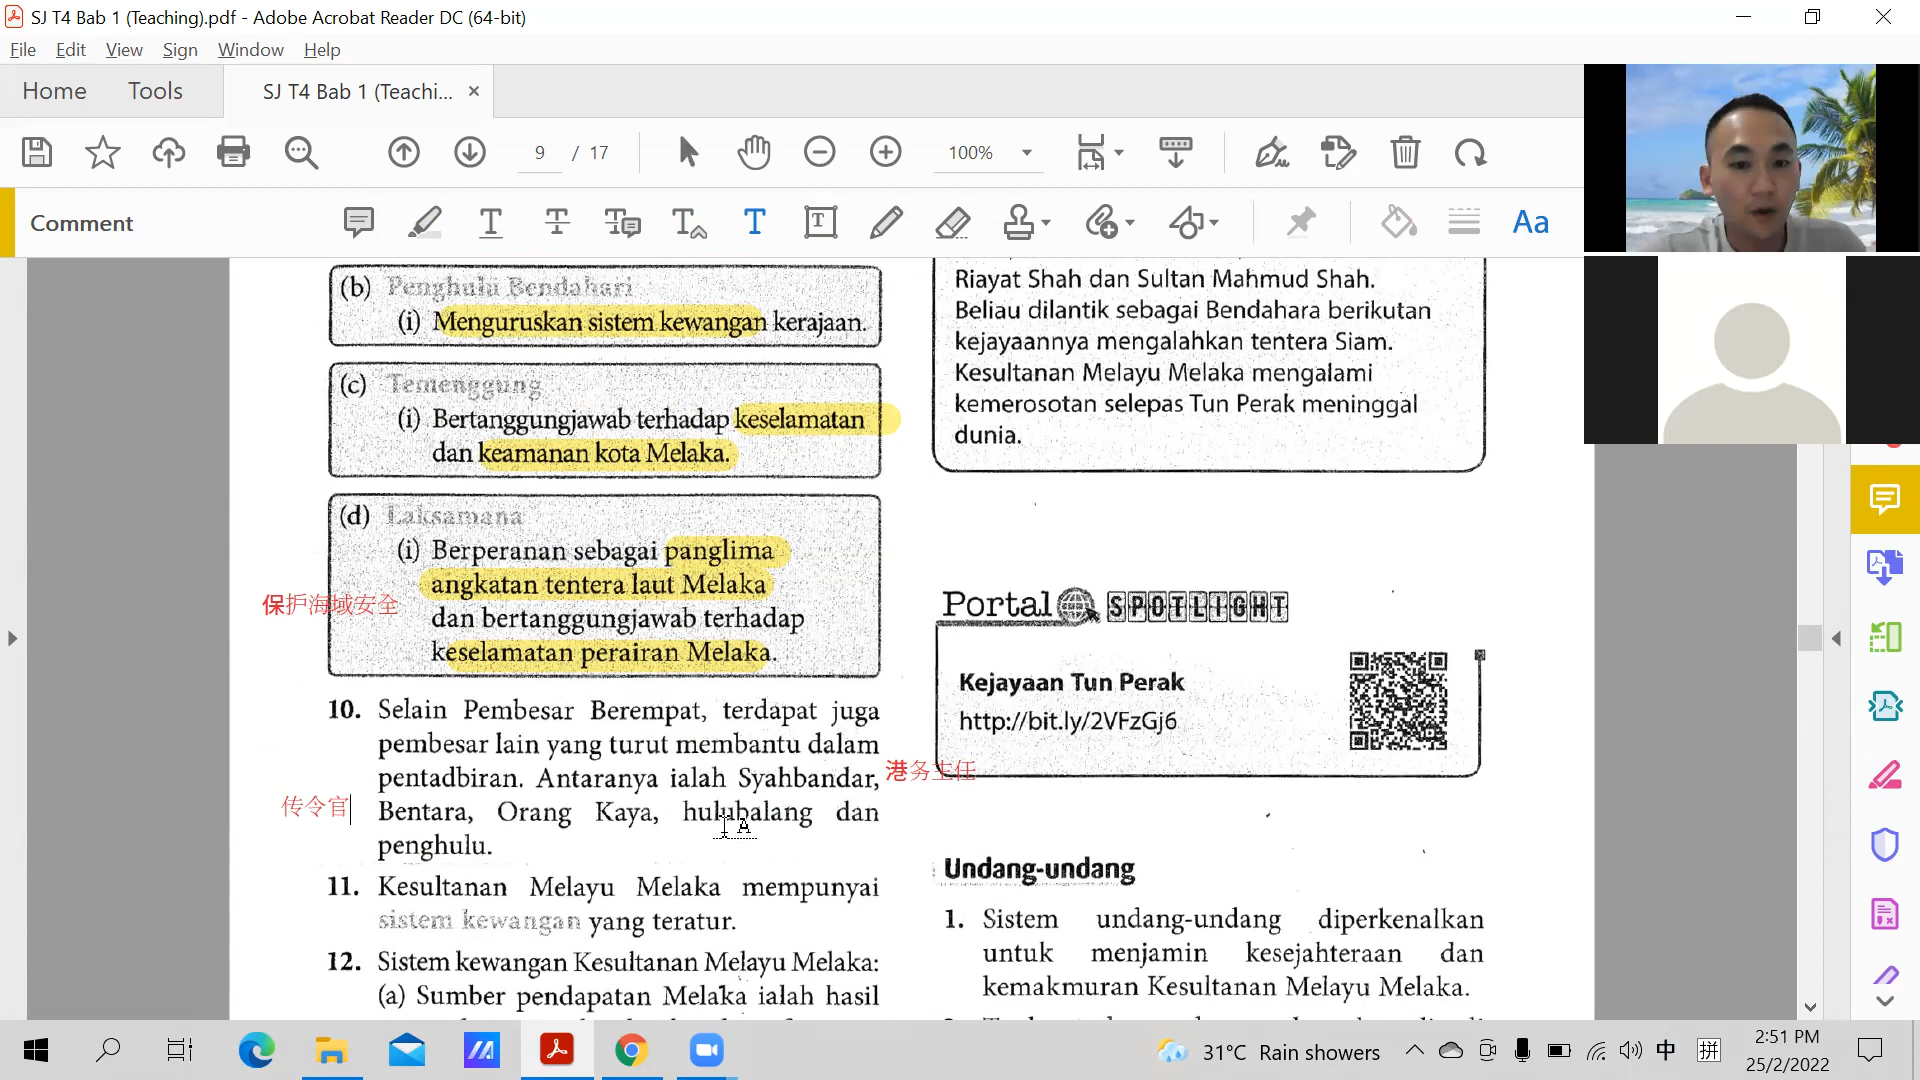 SJ T4 Bab 1 (Teaching).pdf - Adobe Acrobat Reader DC (64-bit)
File Edit View Sign Window Help
Home Tools SJ T4 Bab 1 (Teachi... ×
9 / 17 100%
Comment
Aa
(b) Penghulu Bendahari
(i) Menguruskan sistem kewangan kerajaan.
(c) Temenggung
(i) Bertanggungjawab terhadap keselamatan
dan keamanan kota Melaka.
(d) Laksamana
(i) Berperanan sebagai panglima
angkatan tentera laut Melaka
保护海域安全
dan bertanggungjawab terhadap
keselamatan perairan Melaka.
10. Selain Pembesar Berempat, terdapat juga
pembesar lain yang turut membantu dalam
pentadbiran. Antaranya ialah Syahbandar,
港务主任
传令官
Bentara, Orang Kaya, hulubalang dan
penghulu.
11. Kesultanan Melayu Melaka mempunyai
sistem kewangan yang teratur.
12. Sistem kewangan Kesultanan Melayu Melaka:
(a) Sumber pendapatan Melaka ialah hasil
Riayat Shah dan Sultan Mahmud Shah.
Beliau dilantik sebagai Bendahara berikutan
kejayaannya mengalahkan tentera Siam.
Kesultanan Melayu Melaka mengalami
kemerosotan selepas Tun Perak meninggal
dunia.
Portal SPOTLIGHT
Kejayaan Tun Perak
http://bit.ly/2VFzGj6
Undang-undang
1. Sistem undang-undang diperkenalkan
untuk menjamin kesejahteraan dan
kemakmuran Kesultanan Melayu Melaka.
31°C Rain showers
中
拼
2:51 PM
25/2/2022